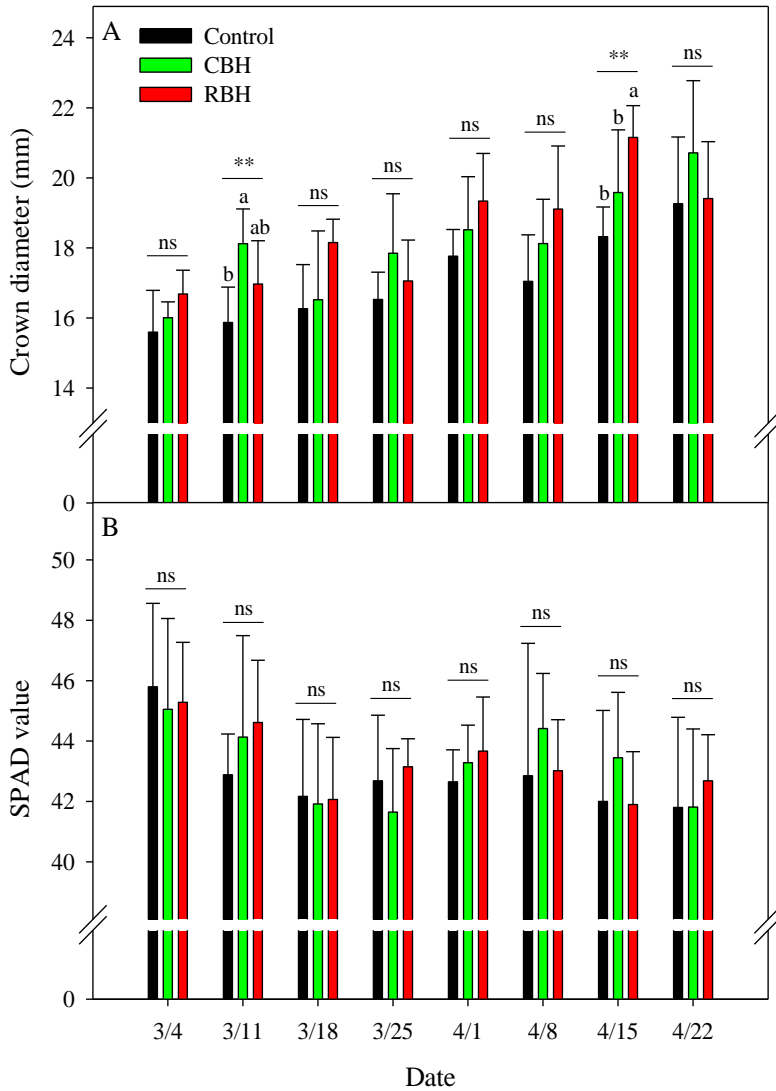 A
Control
CBH
RBH
Crown diameter (mm)
24
22
20
18
16
14
0
ns
**
b
a
ab
ns
ns
ns
ns
**
b
b
a
ns
B
SPAD value
50
48
46
44
42
40
0
ns
ns
ns
ns
ns
ns
ns
ns
3/4 3/11 3/18 3/25 4/1 4/8 4/15 4/22
Date